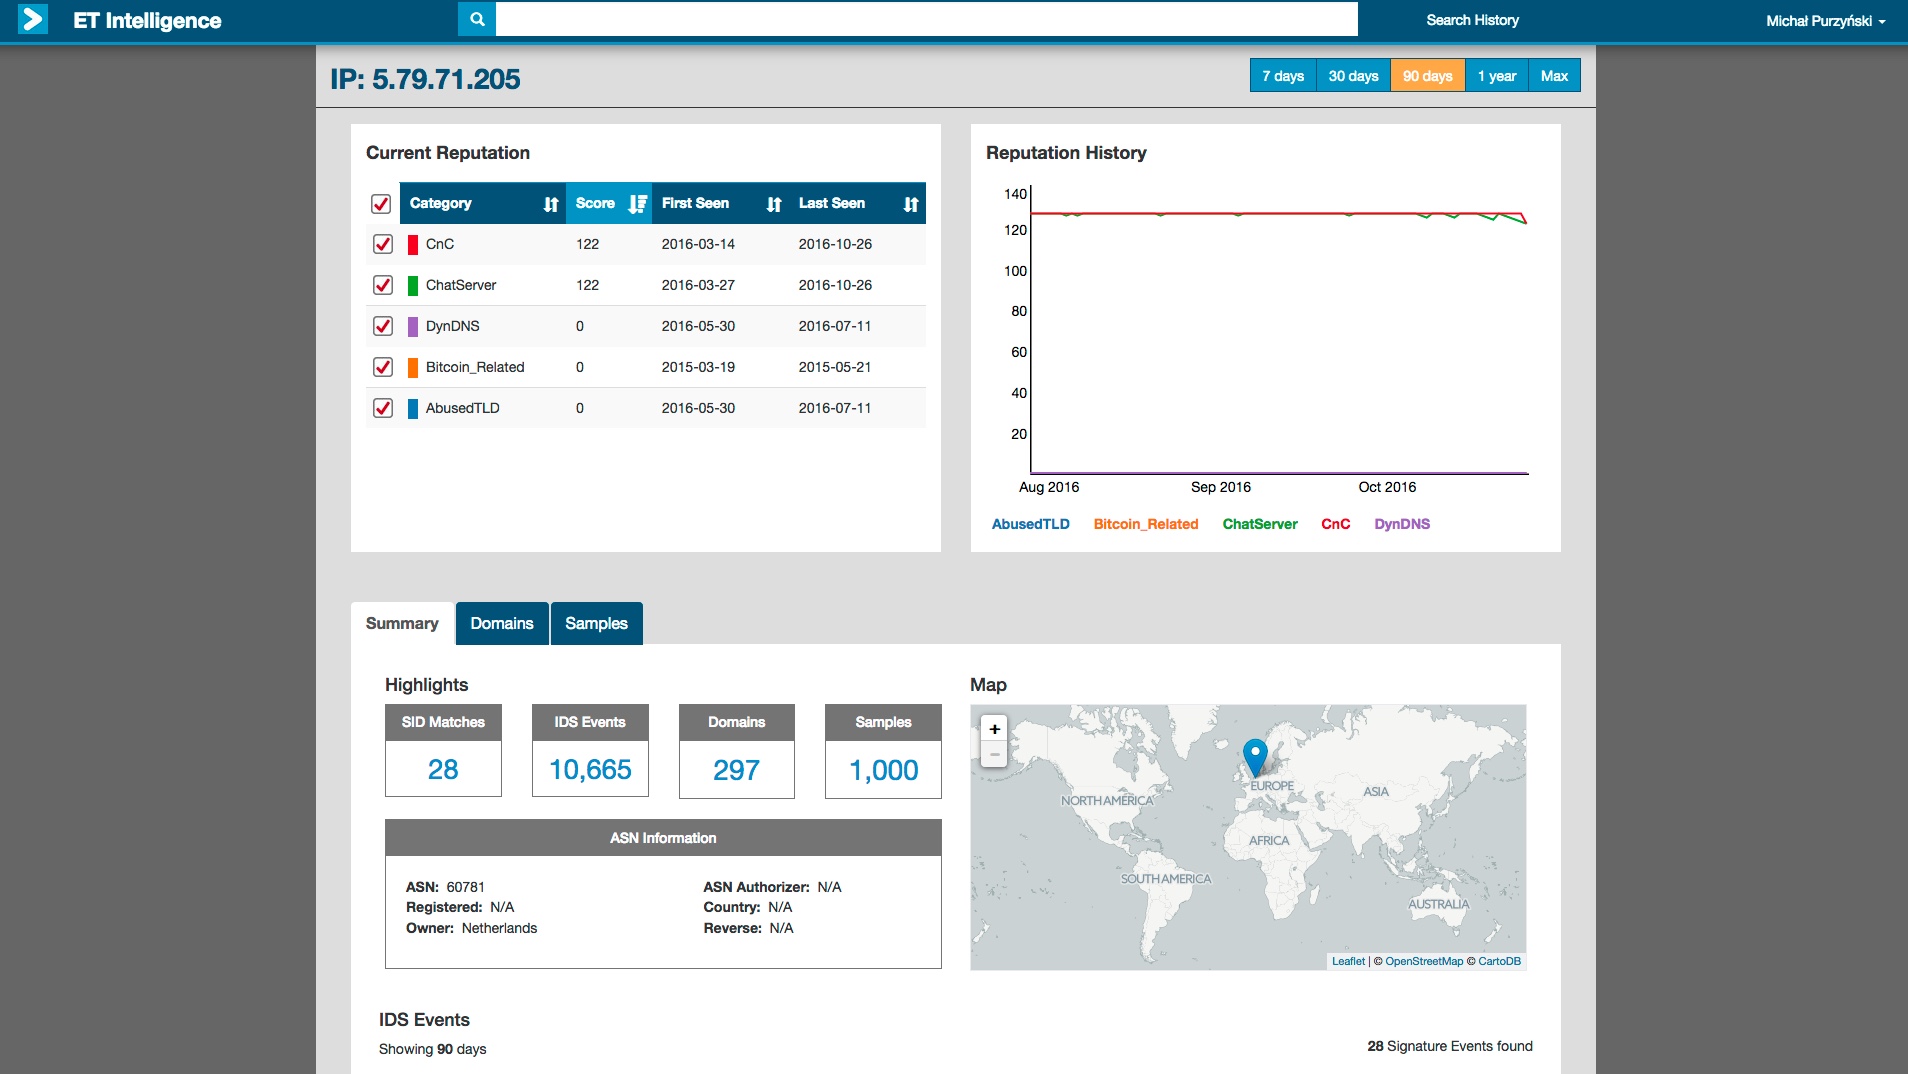 ET Intelligence
Search History
Michał Purzyński
IP: 5.79.71.205
7 days 30 days 90 days 1 year Max
Current Reputation
Category Score First Seen Last Seen
CnC 122 2016-03-14 2016-10-26
ChatServer 122 2016-03-27 2016-10-26
DynDNS 0 2016-05-30 2016-07-11
Bitcoin_Related 0 2015-03-19 2015-05-21
AbusedTLD 0 2016-05-30 2016-07-11
Reputation History
140
120
100
80
60
40
20
Aug 2016 Sep 2016 Oct 2016
AbusedTLD Bitcoin_Related ChatServer CnC DynDNS
Summary Domains Samples
Highlights
SID Matches IDS Events Domains Samples
28 10,665 297 1,000
ASN Information
ASN: 60781 ASN Authorizer: N/A
Registered: N/A Country: N/A
Owner: Netherlands Reverse: N/A
Map
+
−
NORTH AMERICA
EUROPE
ASIA
AFRICA
SOUTH AMERICA
AUSTRALIA
Leaflet | © OpenStreetMap © CartoDB
IDS Events
Showing 90 days
28 Signature Events found